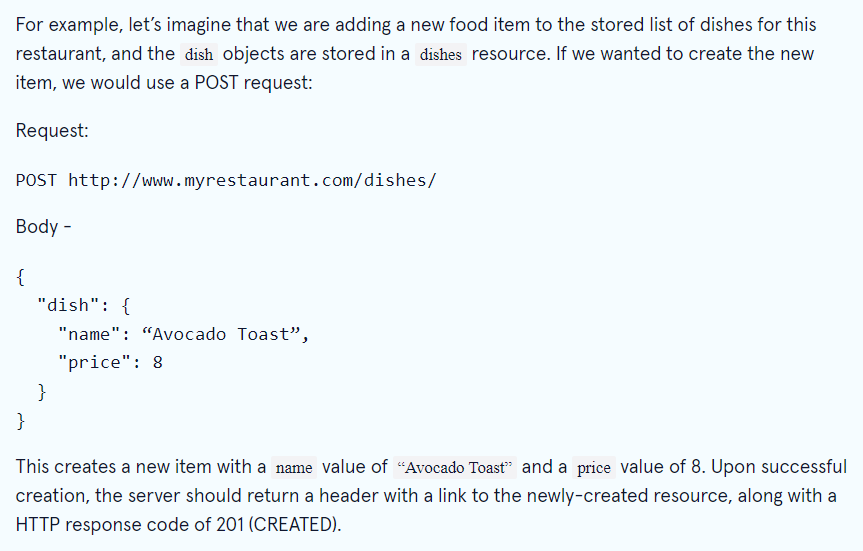 For example, let’s imagine that we are adding a new food item to the stored list of dishes for this
restaurant, and the dish objects are stored in a dishes resource. If we wanted to create the new
item, we would use a POST request:
Request:
POST http://www.myrestaurant.com/dishes/
Body -
{
  "dish": {
    "name": “Avocado Toast”,
    "price": 8
  }
}
This creates a new item with a name value of “Avocado Toast” and a price value of 8. Upon successful
creation, the server should return a header with a link to the newly-created resource, along with a
HTTP response code of 201 (CREATED).